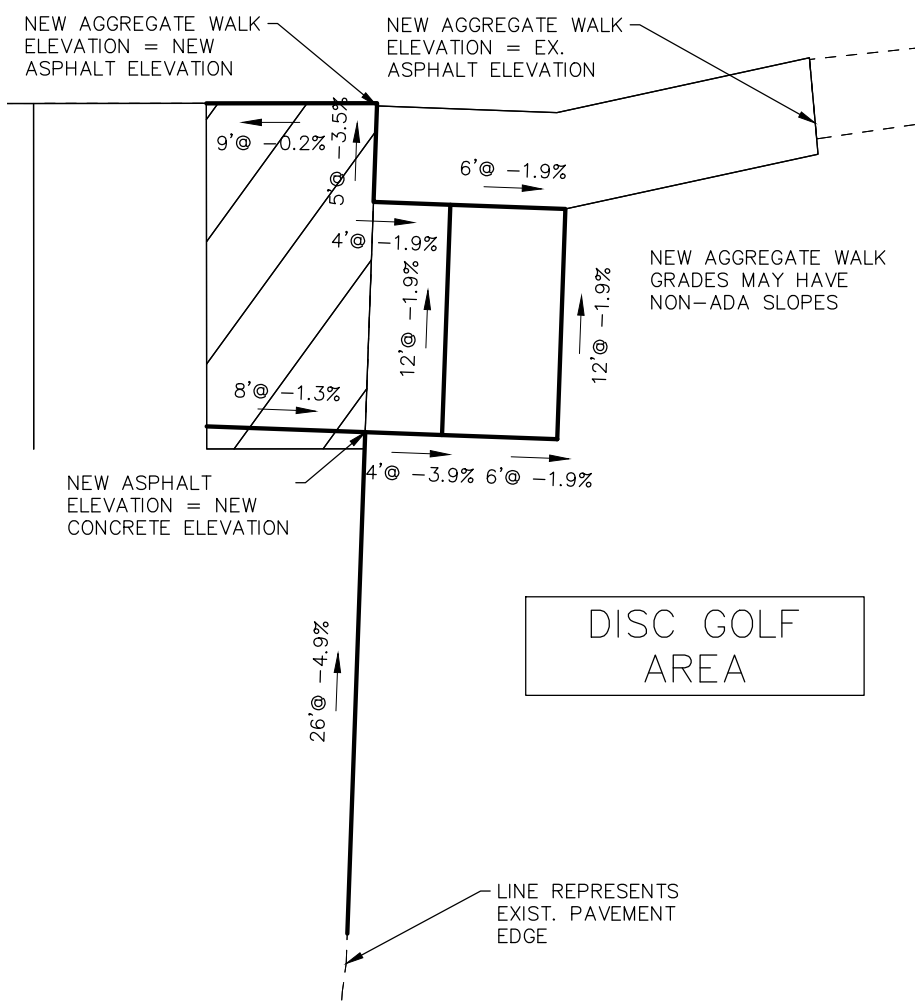 NEW AGGREGATE WALK
ELEVATION = NEW
ASPHALT ELEVATION
NEW AGGREGATE WALK
ELEVATION = EX.
ASPHALT ELEVATION
9'@ -0.2%
5'@ -3.5%
6'@ -1.9%
4'@ -1.9%
NEW AGGREGATE WALK
GRADES MAY HAVE
NON-ADA SLOPES
12'@ -1.9%
12'@ -1.9%
8'@ -1.3%
4'@ -3.9%
6'@ -1.9%
NEW ASPHALT
ELEVATION = NEW
CONCRETE ELEVATION
DISC GOLF
AREA
26'@ -4.9%
LINE REPRESENTS
EXIST. PAVEMENT
EDGE